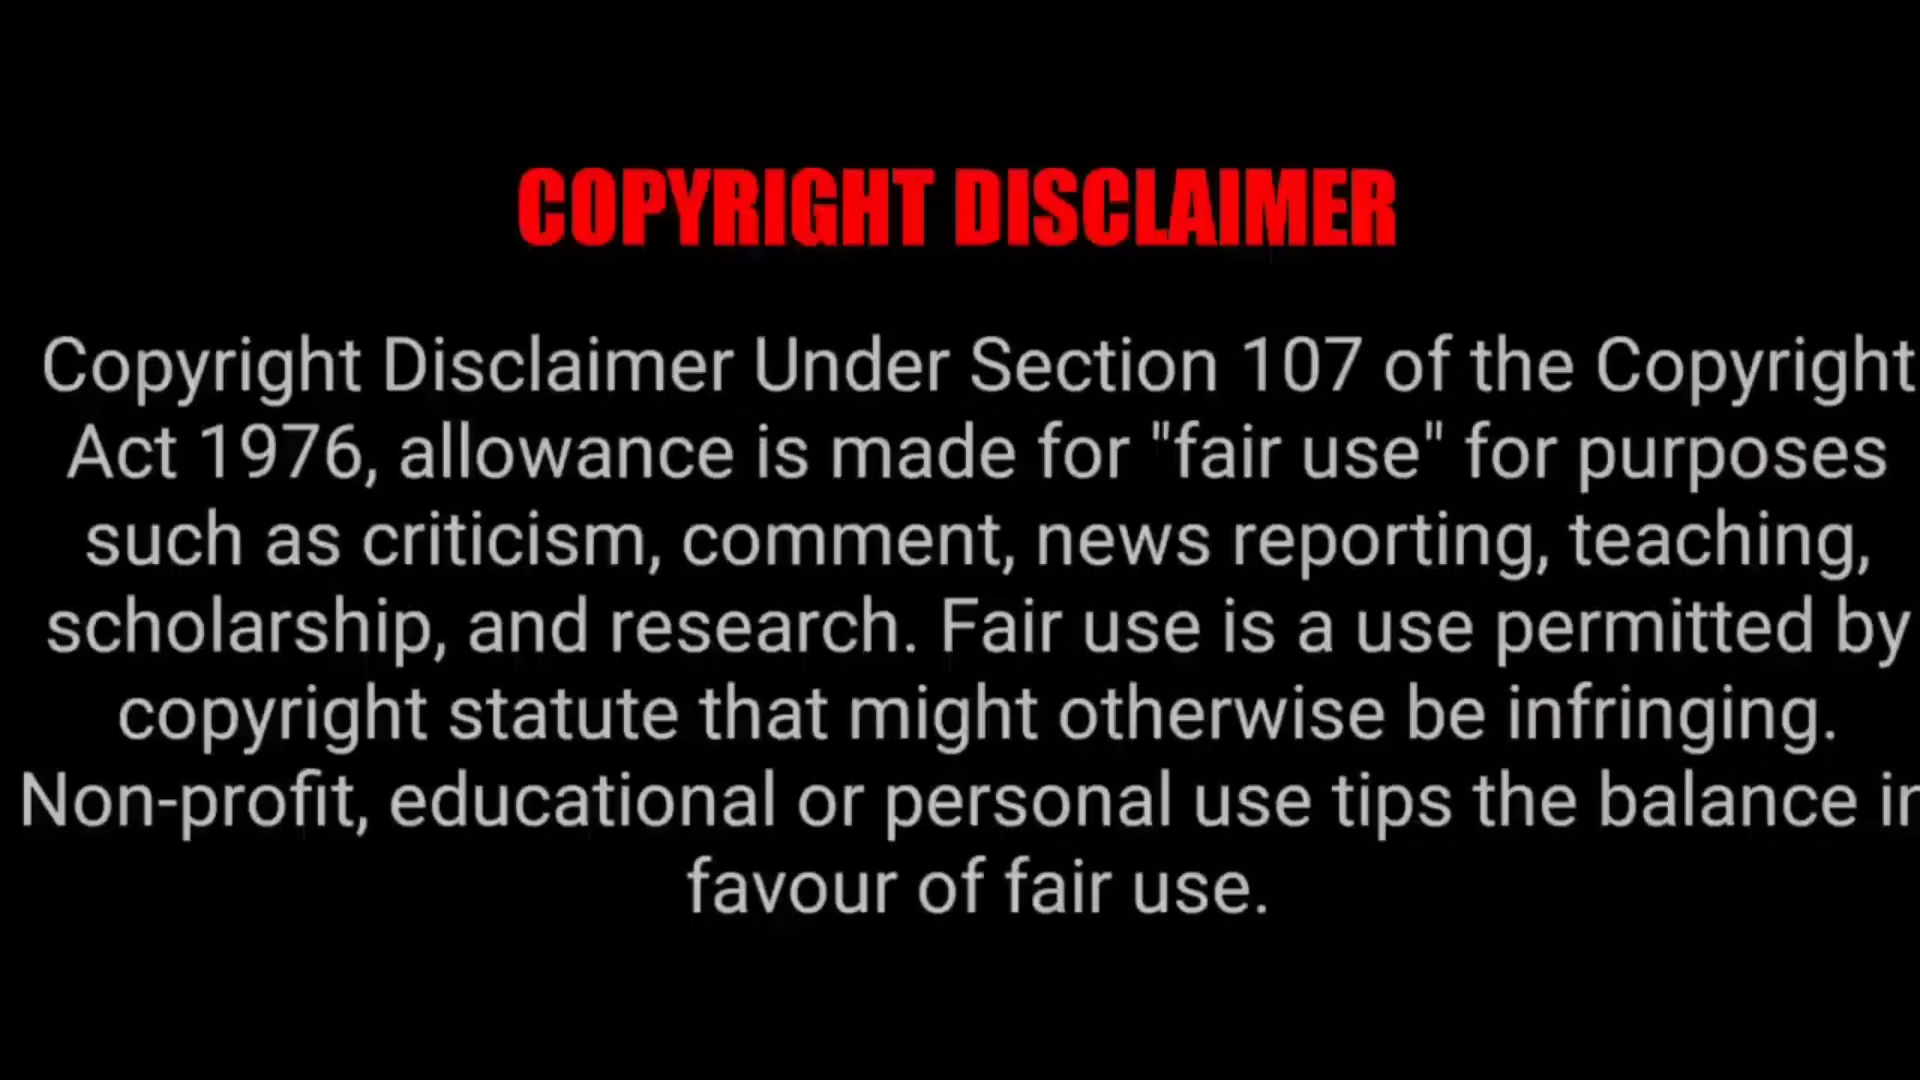 COPYRIGHT DISCLAIMER
Copyright Disclaimer Under Section 107 of the Copyright
Act 1976, allowance is made for "fair use" for purposes
such as criticism, comment, news reporting, teaching,
scholarship, and research. Fair use is a use permitted by
copyright statute that might otherwise be infringing.
Non-profit, educational or personal use tips the balance in
favour of fair use.